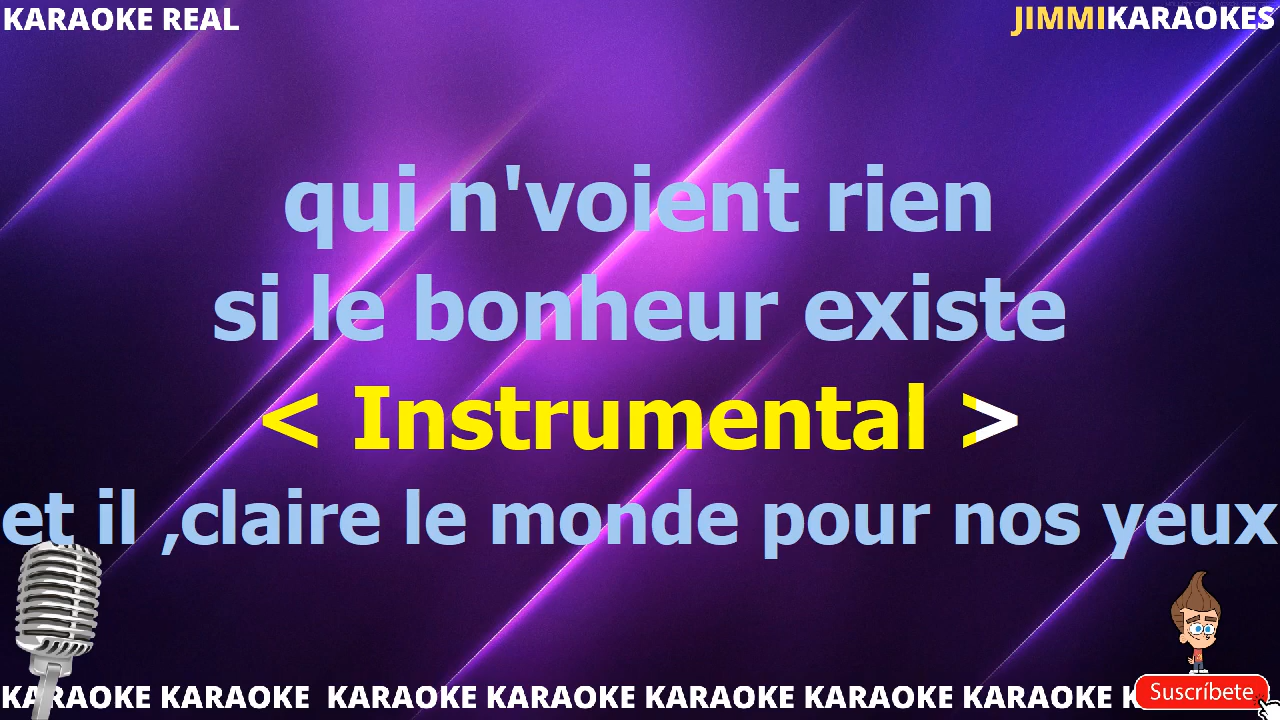 KARAOKE REAL
JIMMIKARAOKES
qui n'voient rien
si le bonheur existe
< Instrumental >
et il ,claire le monde pour nos yeux
KARAOKE KARAOKE KARAOKE KARAOKE KARAOKE KARAOKE KARAOKE K
Suscríbete